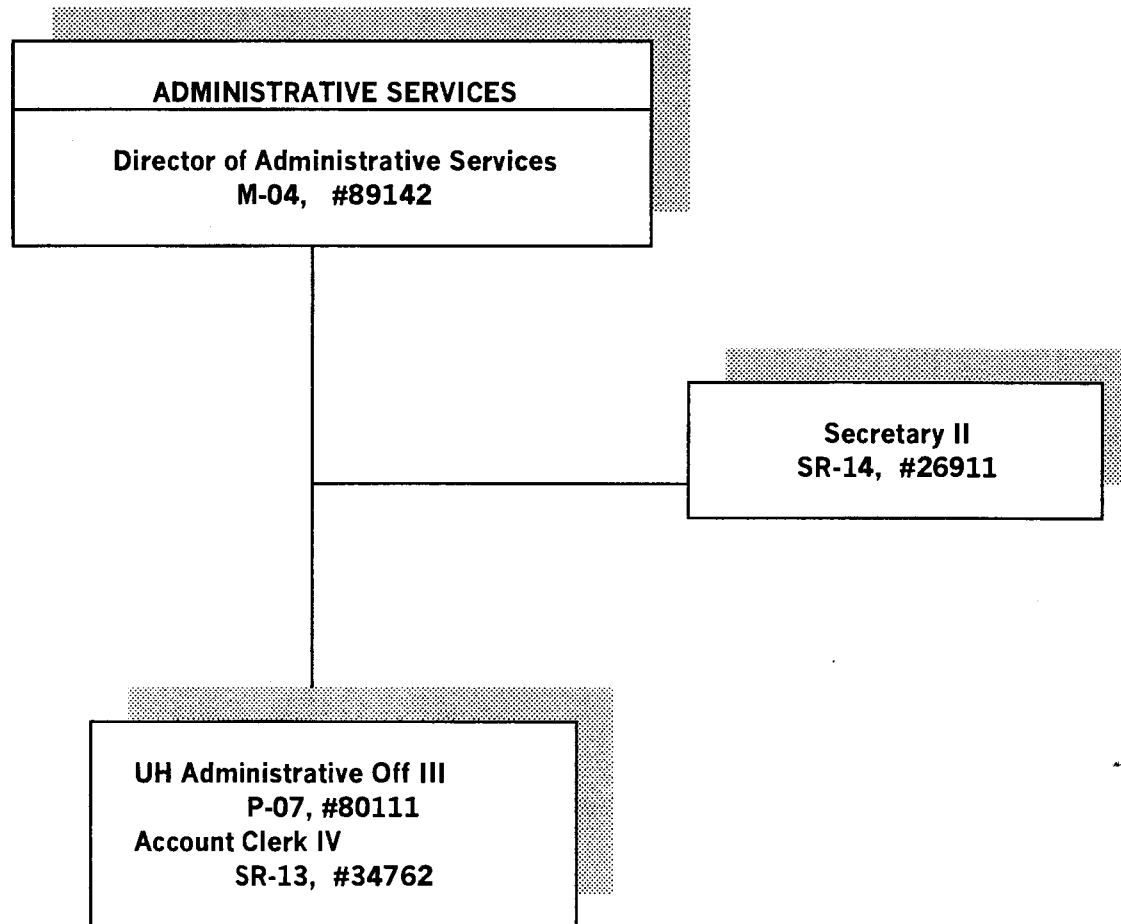 ADMINISTRATIVE SERVICES
Director of Administrative Services
M-04, #89142
Secretary II
SR-14, #26911
UH Administrative Off III
P-07, #80111
Account Clerk IV
SR-13, #34762